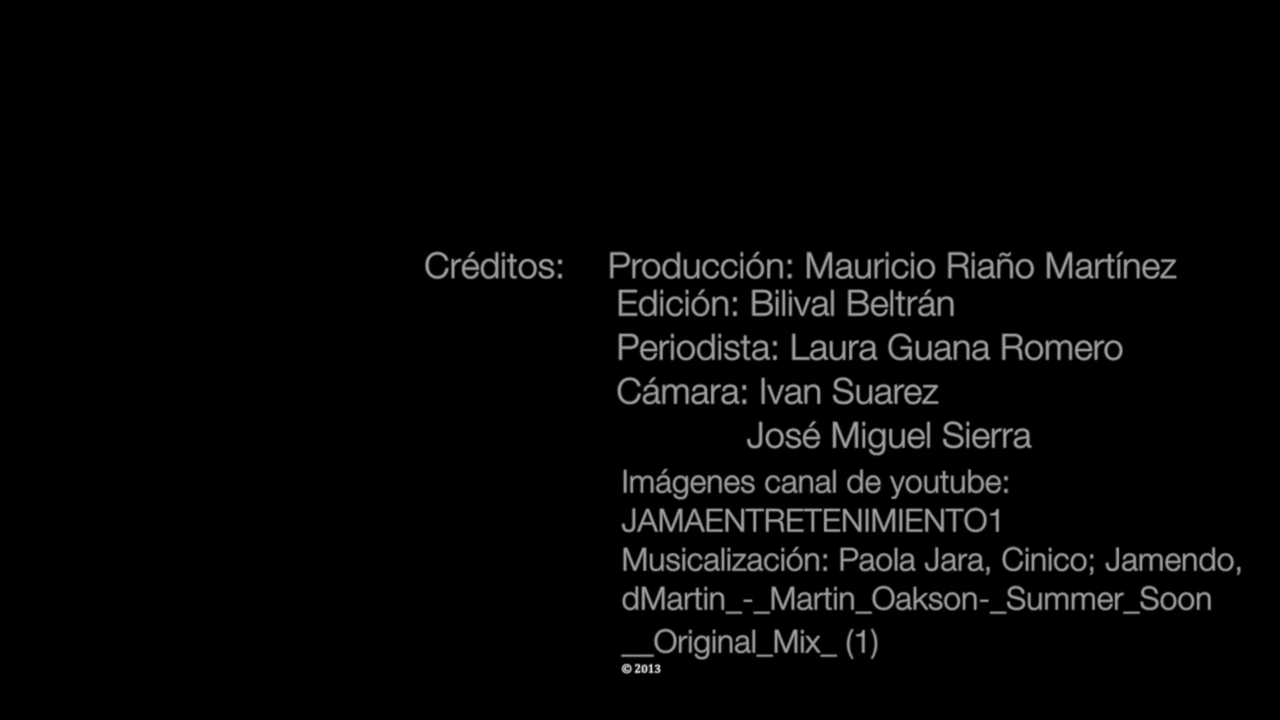 Créditos: Producción: Mauricio Riaño Martínez
Edición: Bilival Beltrán
Periodista: Laura Guana Romero
Cámara: Ivan Suarez
José Miguel Sierra
Imágenes canal de youtube:
JAMAENTRETENIMIENTO1
Musicalización: Paola Jara, Cinico; Jamendo,
dMartin_-_Martin_Oakson-_Summer_Soon
__Original_Mix_ (1)
© 2013